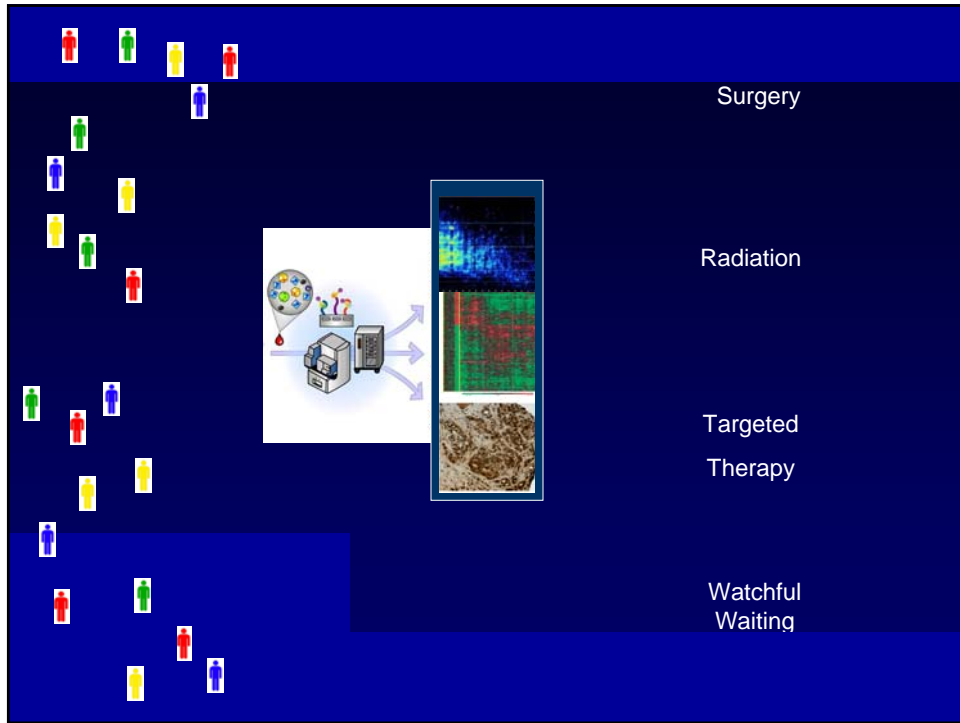 Surgery
Radiation
Targeted
Therapy
Watchful
Waiting